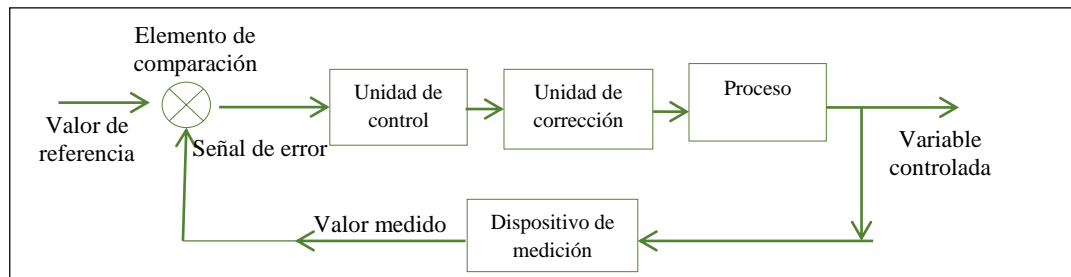 Elemento de
comparación
Valor de
referencia
Señal de error
Unidad de
control
Unidad de
corrección
Proceso
Variable
controlada
Valor medido
Dispositivo de
medición